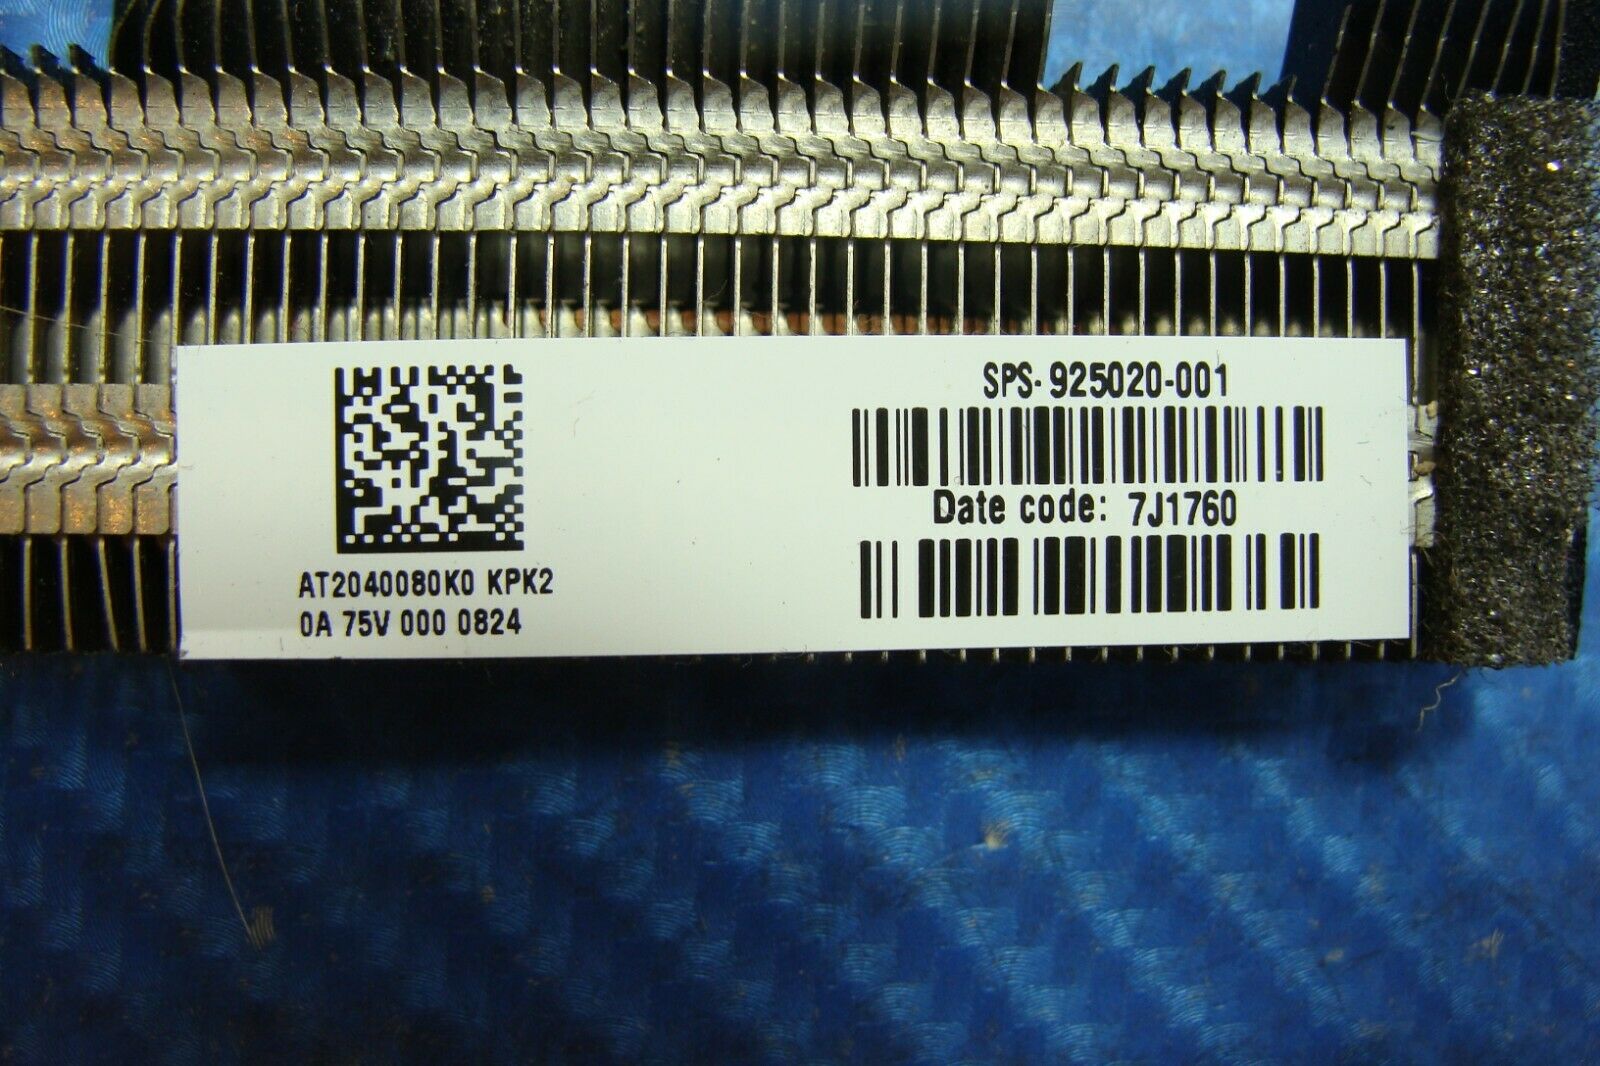 SPS- 925020-001
Date code: 7J1760
AT2040080K0 KPK2
0A 75V 000 0824